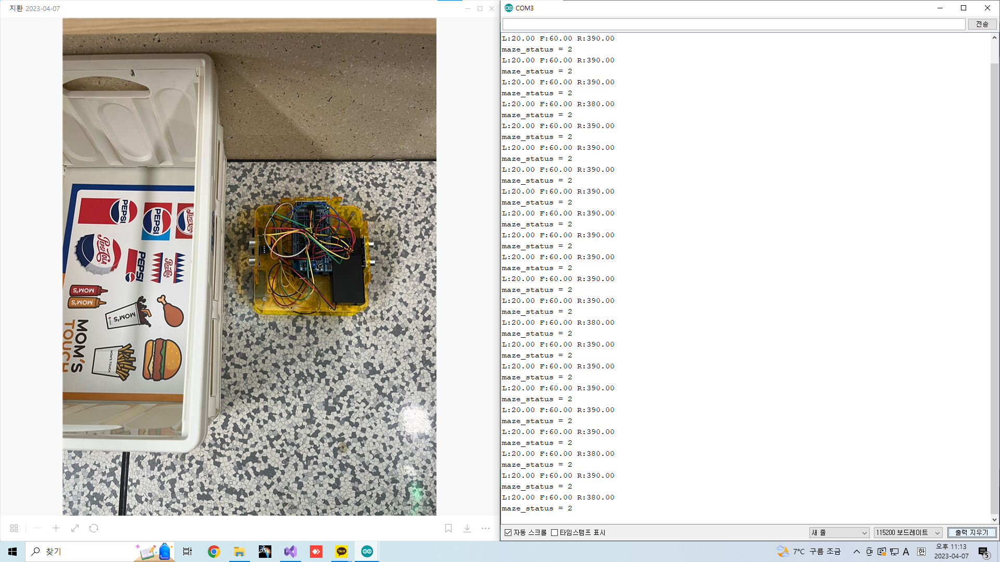 지환 2023-04-07
PEPSI
PEPSI
PEPSI COLA
PEPSI
PEPSI COLA
MOM'S
MOM'S
MOM'S
MOM'S
TOUCH
MOM'S TOUCH
COM3
전송
L:20.00 F:60.00 R:390.00
maze_status = 2
L:20.00 F:60.00 R:390.00
maze_status = 2
L:20.00 F:60.00 R:390.00
maze_status = 2
L:20.00 F:60.00 R:380.00
maze_status = 2
L:20.00 F:60.00 R:390.00
maze_status = 2
L:20.00 F:60.00 R:390.00
maze_status = 2
L:20.00 F:60.00 R:390.00
maze_status = 2
L:20.00 F:60.00 R:390.00
maze_status = 2
L:20.00 F:60.00 R:390.00
maze_status = 2
L:20.00 F:60.00 R:390.00
maze_status = 2
L:20.00 F:60.00 R:390.00
maze_status = 2
L:20.00 F:60.00 R:390.00
maze_status = 2
L:20.00 F:60.00 R:390.00
maze_status = 2
L:20.00 F:60.00 R:380.00
maze_status = 2
L:20.00 F:60.00 R:390.00
maze_status = 2
L:20.00 F:60.00 R:390.00
maze_status = 2
L:20.00 F:60.00 R:390.00
maze_status = 2
L:20.00 F:60.00 R:390.00
maze_status = 2
L:20.00 F:60.00 R:390.00
maze_status = 2
L:20.00 F:60.00 R:380.00
maze_status = 2
L:20.00 F:60.00 R:390.00
maze_status = 2
L:20.00 F:60.00 R:380.00
maze_status = 2
자동 스크롤 타임스탬프 표시
새 줄
115200 보드레이트
출력 지우기
찾기
TALK
7°C 구름 조금
A
한
오후 11:13
2023-04-07
5